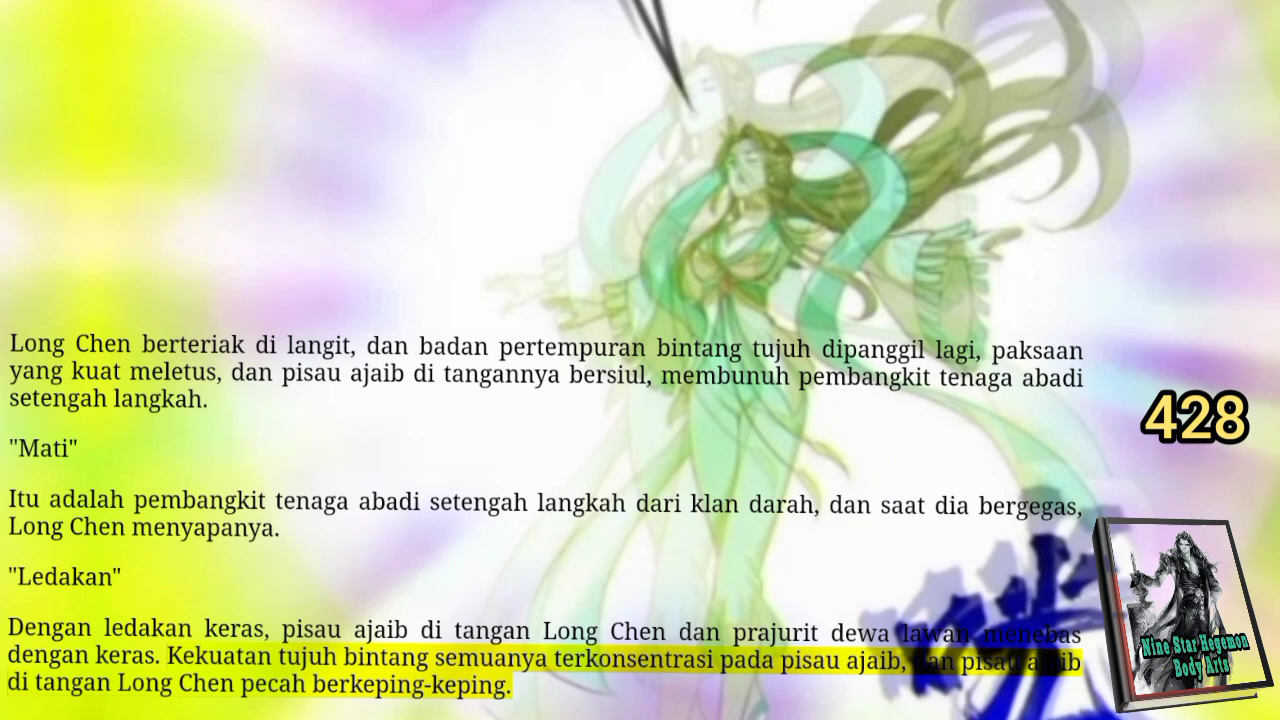 Long Chen berteriak di langit, dan badan pertempuran bintang tujuh dipanggil lagi, paksaan
yang kuat meletus, dan pisau ajaib di tangannya bersiul, membunuh pembangkit tenaga abadi
setengah langkah.
"Mati"
Itu adalah pembangkit tenaga abadi setengah langkah dari klan darah, dan saat dia bergegas,
Long Chen menyapanya.
"Ledakan"
Dengan ledakan keras, pisau ajaib di tangan Long Chen dan prajurit dewa lawan menebas
dengan keras. Kekuatan tujuh bintang semuanya terkonsentrasi pada pisau ajaib, dan pisau ajaib
di tangan Long Chen pecah berkeping-keping.
428
Nine Star Hegemon
Body Arts